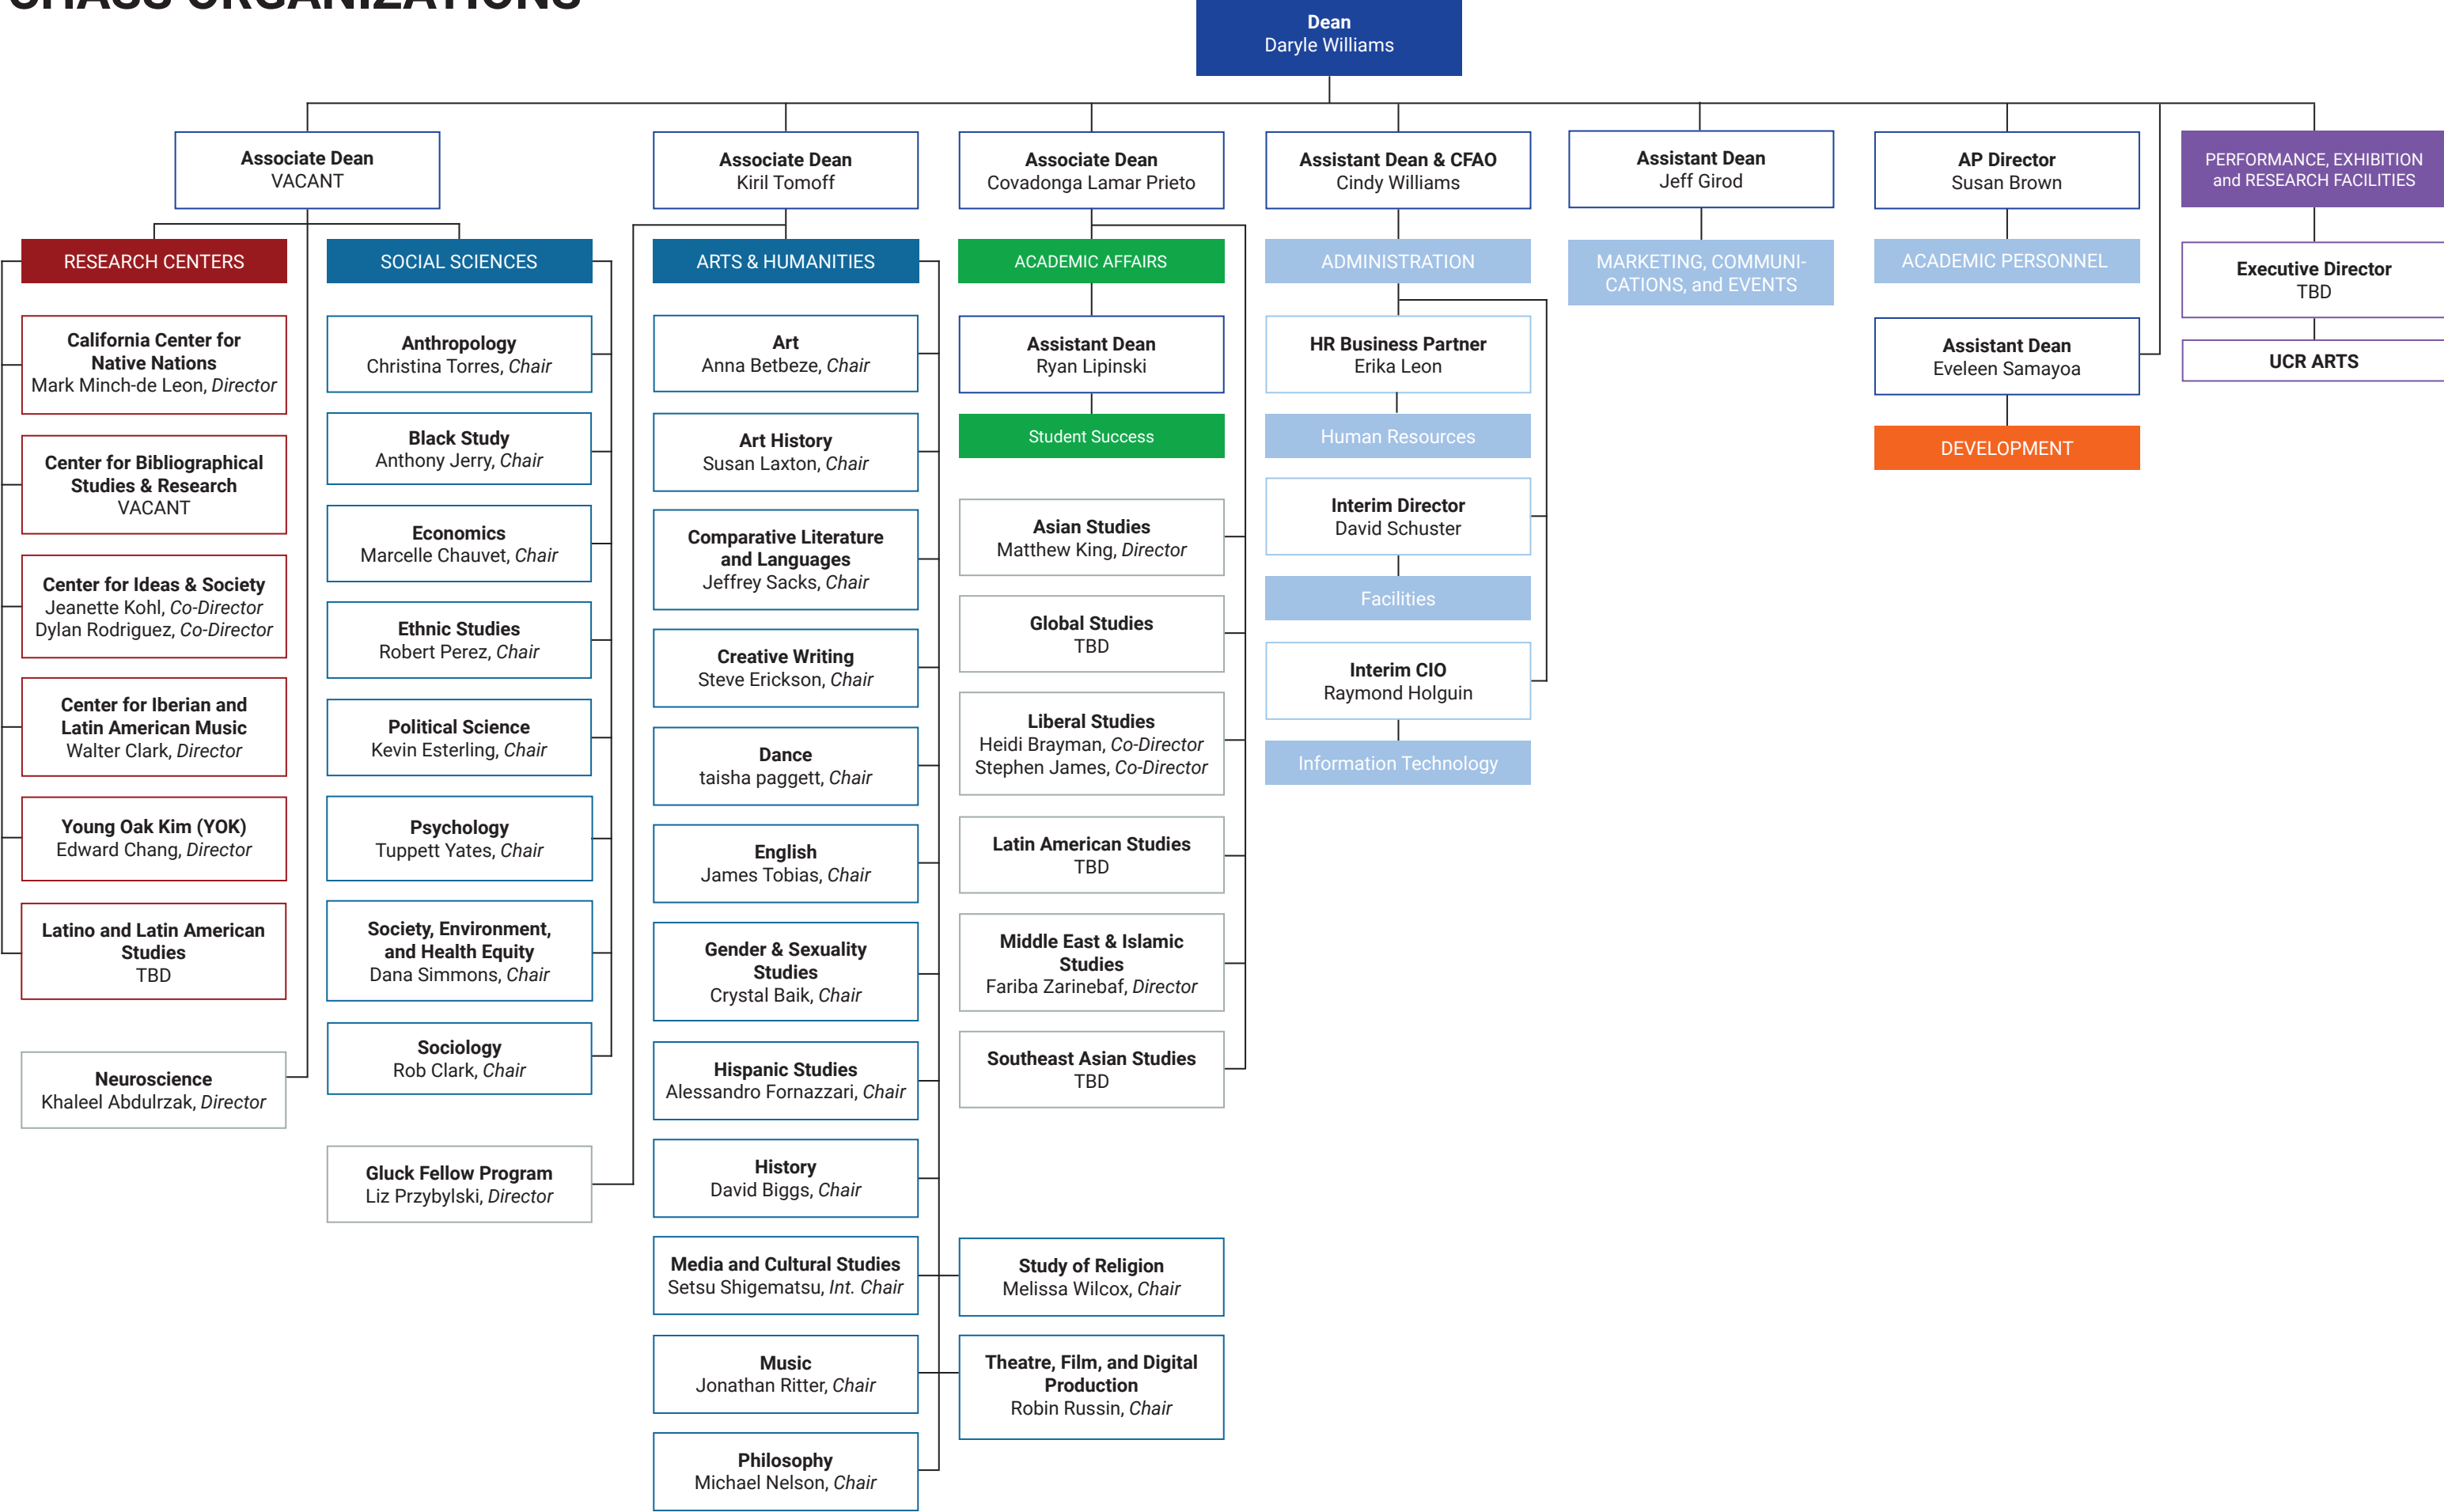 CHASS ORGANIZATIONS
Dean
Daryle Williams
Associate Dean
VACANT
RESEARCH CENTERS
California Center for
Native Nations
Mark Minch-de Leon, Director
Center for Bibliographical
Studies & Research
VACANT
Center for Ideas & Society
Jeanette Kohl, Co-Director
Dylan Rodriguez, Co-Director
Center for Iberian and
Latin American Music
Walter Clark, Director
Young Oak Kim (YOK)
Edward Chang, Director
Latino and Latin American
Studies
TBD
Neuroscience
Khaleel Abdulrzak, Director
SOCIAL SCIENCES
Anthropology
Christina Torres, Chair
Black Study
Anthony Jerry, Chair
Economics
Marcelle Chauvet, Chair
Ethnic Studies
Robert Perez, Chair
Political Science
Kevin Esterling, Chair
Psychology
Tuppett Yates, Chair
Society, Environment,
and Health Equity
Dana Simmons, Chair
Sociology
Rob Clark, Chair
Gluck Fellow Program
Liz Przybylski, Director
Associate Dean
Kiril Tomoff
ARTS & HUMANITIES
Art
Anna Betbeze, Chair
Art History
Susan Laxton, Chair
Comparative Literature
and Languages
Jeffrey Sacks, Chair
Creative Writing
Steve Erickson, Chair
Dance
taisha paggett, Chair
English
James Tobias, Chair
Gender & Sexuality
Studies
Crystal Baik, Chair
Hispanic Studies
Alessandro Fornazzari, Chair
History
David Biggs, Chair
Media and Cultural Studies
Setsu Shigematsu, Int. Chair
Music
Jonathan Ritter, Chair
Philosophy
Michael Nelson, Chair
Study of Religion
Melissa Wilcox, Chair
Theatre, Film, and Digital
Production
Robin Russin, Chair
Associate Dean
Covadonga Lamar Prieto
ACADEMIC AFFAIRS
Assistant Dean
Ryan Lipinski
Student Success
Asian Studies
Matthew King, Director
Global Studies
TBD
Liberal Studies
Heidi Brayman, Co-Director
Stephen James, Co-Director
Latin American Studies
TBD
Middle East & Islamic
Studies
Fariba Zarinebaf, Director
Southeast Asian Studies
TBD
Assistant Dean & CFAO
Cindy Williams
ADMINISTRATION
HR Business Partner
Erika Leon
Human Resources
Interim Director
David Schuster
Facilities
Interim CIO
Raymond Holguin
Information Technology
Assistant Dean
Jeff Girod
MARKETING, COMMUNI-
CATIONS, and EVENTS
AP Director
Susan Brown
ACADEMIC PERSONNEL
Assistant Dean
Eveleen Samayoa
DEVELOPMENT
PERFORMANCE, EXHIBITION
and RESEARCH FACILITIES
Executive Director
TBD
UCR ARTS